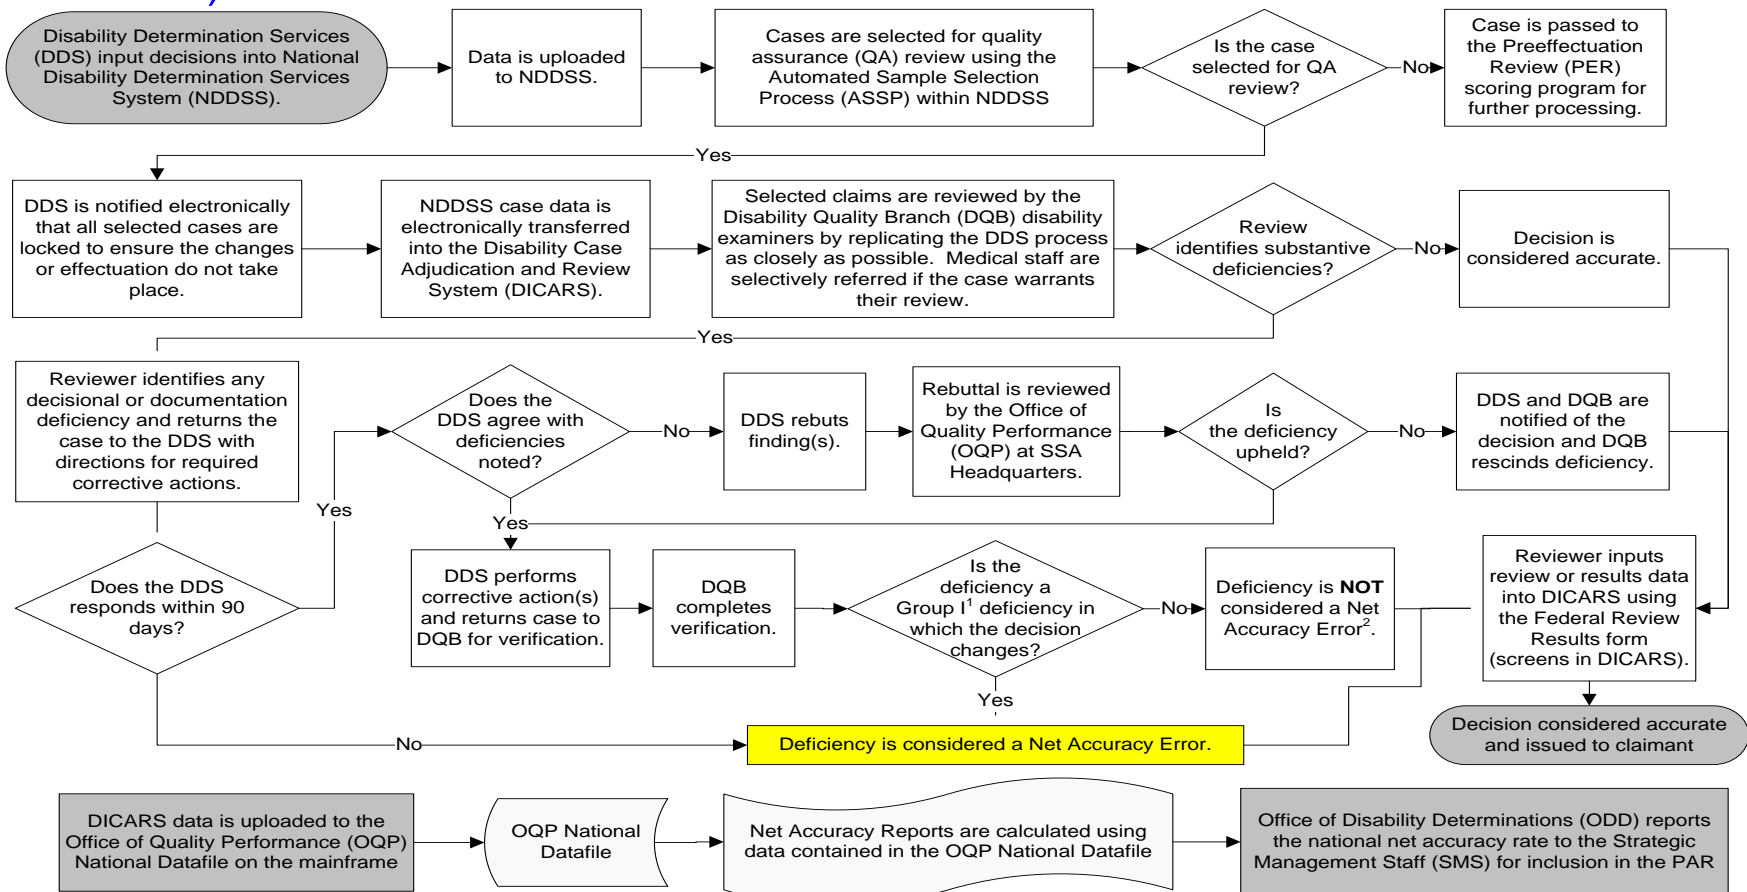 Disability Determination Services
(DDS) input decisions into National
Disability Determination Services
System (NDDSS).
Data is uploaded
to NDDSS.
Cases are selected for quality
assurance (QA) review using the
Automated Sample Selection
Process (ASSP) within NDDSS
Is the case
selected for QA
review?
No
Case is passed to
the Preeffectuation
Review (PER)
scoring program for
further processing.
Yes
DDS is notified electronically
that all selected cases are
locked to ensure the changes
or effectuation do not take
place.
NDDSS case data is
electronically transferred
into the Disability Case
Adjudication and Review
System (DICARS).
Selected claims are reviewed by the
Disability Quality Branch (DQB) disability
examiners by replicating the DDS process
as closely as possible.  Medical staff are
selectively referred if the case warrants
their review.
Review
identifies substantive
deficiencies?
No
Decision is
considered accurate.
Yes
Reviewer identifies any
decisional or documentation
deficiency and returns the
case to the DDS with
directions for required
corrective actions.
Yes
Does the
DDS agree with
deficiencies
noted?
No
DDS rebuts
finding(s).
Rebuttal is reviewed
by the Office of
Quality Performance
(OQP) at SSA
Headquarters.
Is
the deficiency
upheld?
No
DDS and DQB are
notified of the
decision and DQB
rescinds deficiency.
Yes
Does the DDS
responds within 90
days?
DDS performs
corrective action(s)
and returns case to
DQB for verification.
DQB
completes
verification.
Is the
deficiency a
Group I¹ deficiency in
which the decision
changes?
No
Deficiency is NOT
considered a Net
Accuracy Error².
Reviewer inputs
review or results data
into DICARS using
the Federal Review
Results form
(screens in DICARS).
Yes
No
Deficiency is considered a Net Accuracy Error.
Decision considered accurate
and issued to claimant
DICARS data is uploaded to the
Office of Quality Performance (OQP)
National Datafile on the mainframe
OQP National
Datafile
Net Accuracy Reports are calculated using
data contained in the OQP National Datafile
Office of Disability Determinations (ODD) reports
the national net accuracy rate to the Strategic
Management Staff (SMS) for inclusion in the PAR